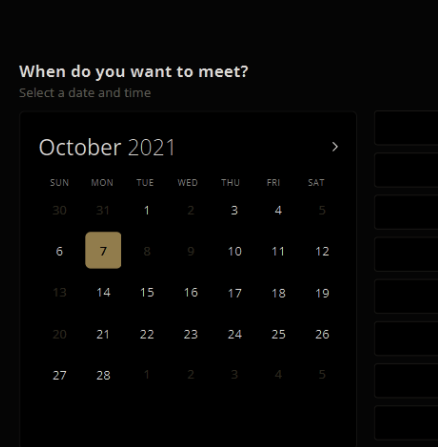 When do you want to meet?
Select a date and time
October 2021 >
SUN MON TUE WED THU FRI SAT
30 31 1 2 3 4 5
6 7 8 9 10 11 12
13 14 15 16 17 18 19
20 21 22 23 24 25 26
27 28 1 2 3 4 5